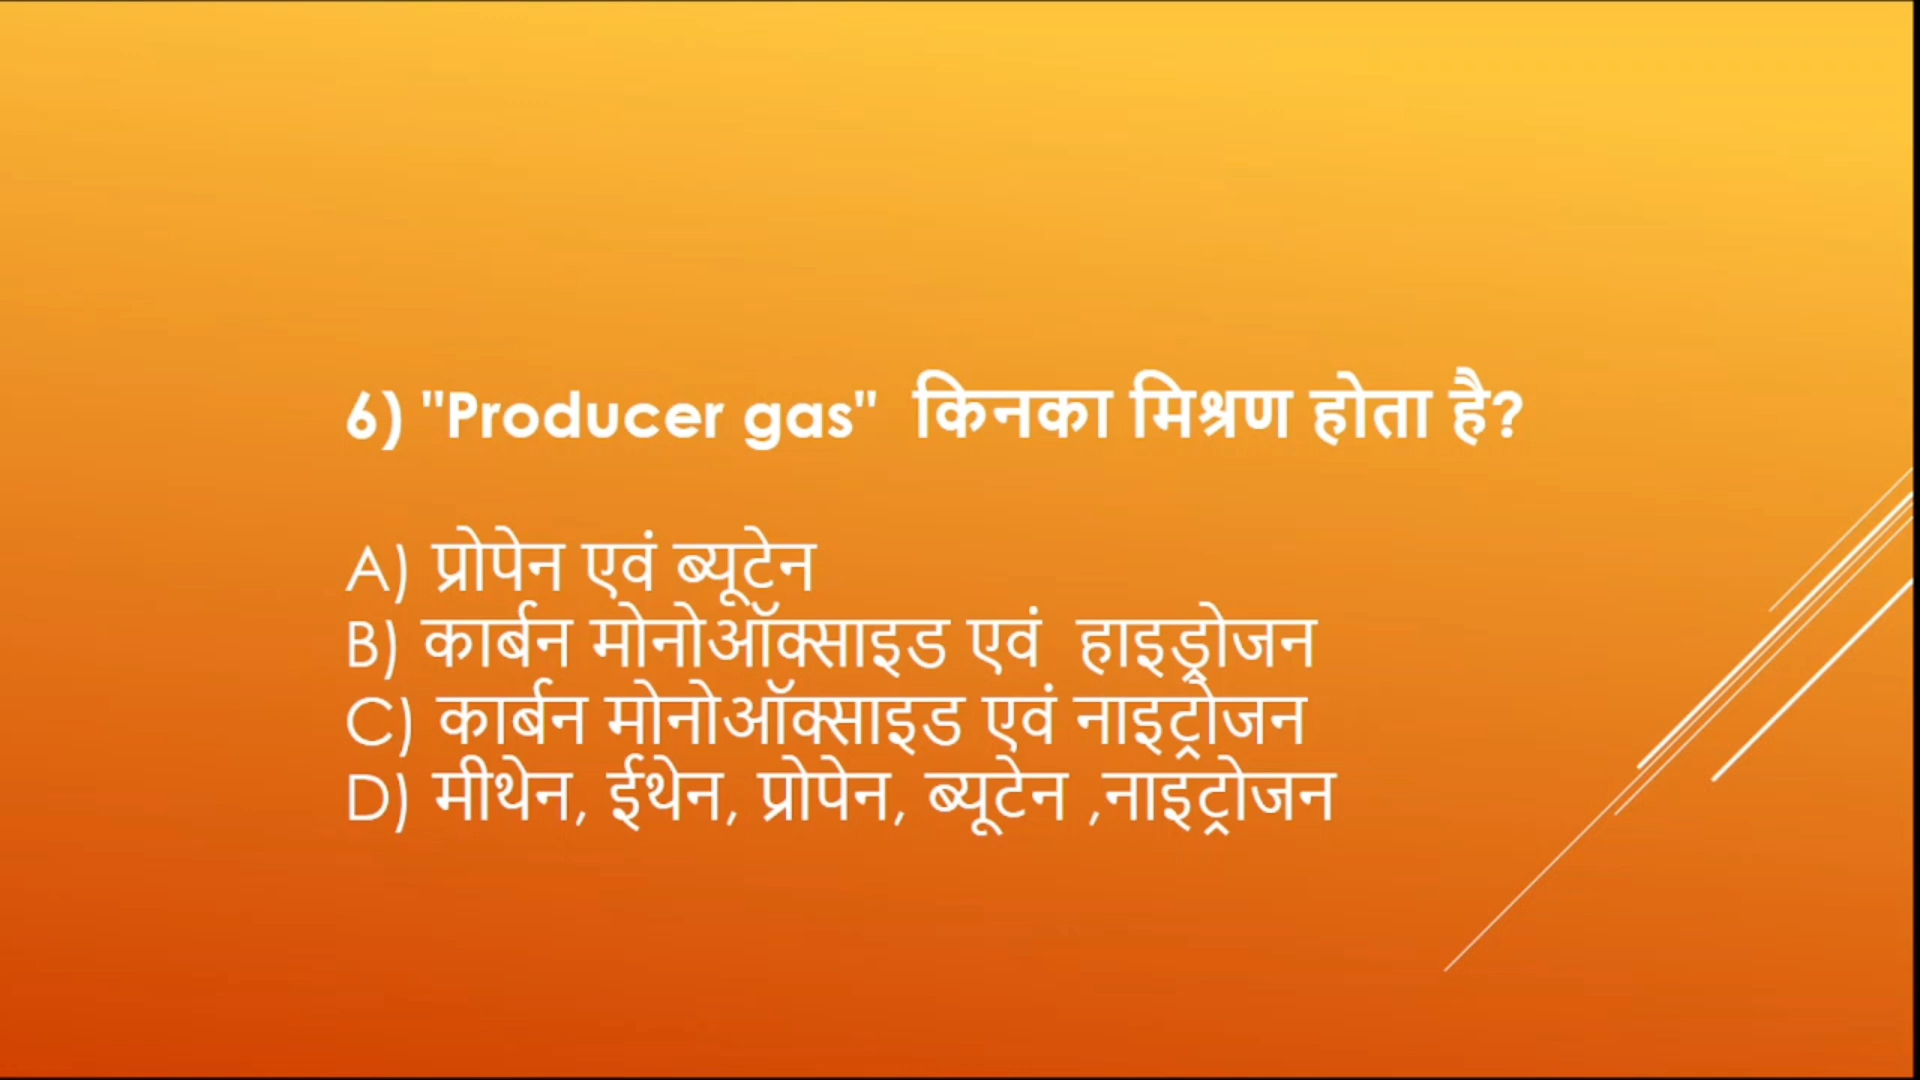 6) "Producer gas"  किनका मिश्रण होता है?
A) प्रोपेन एवं ब्यूटेन
B) कार्बन मोनोऑक्साइड एवं  हाइड्रोजन
C) कार्बन मोनोऑक्साइड एवं नाइट्रोजन
D) मीथेन, ईथेन, प्रोपेन, ब्यूटेन ,नाइट्रोजन